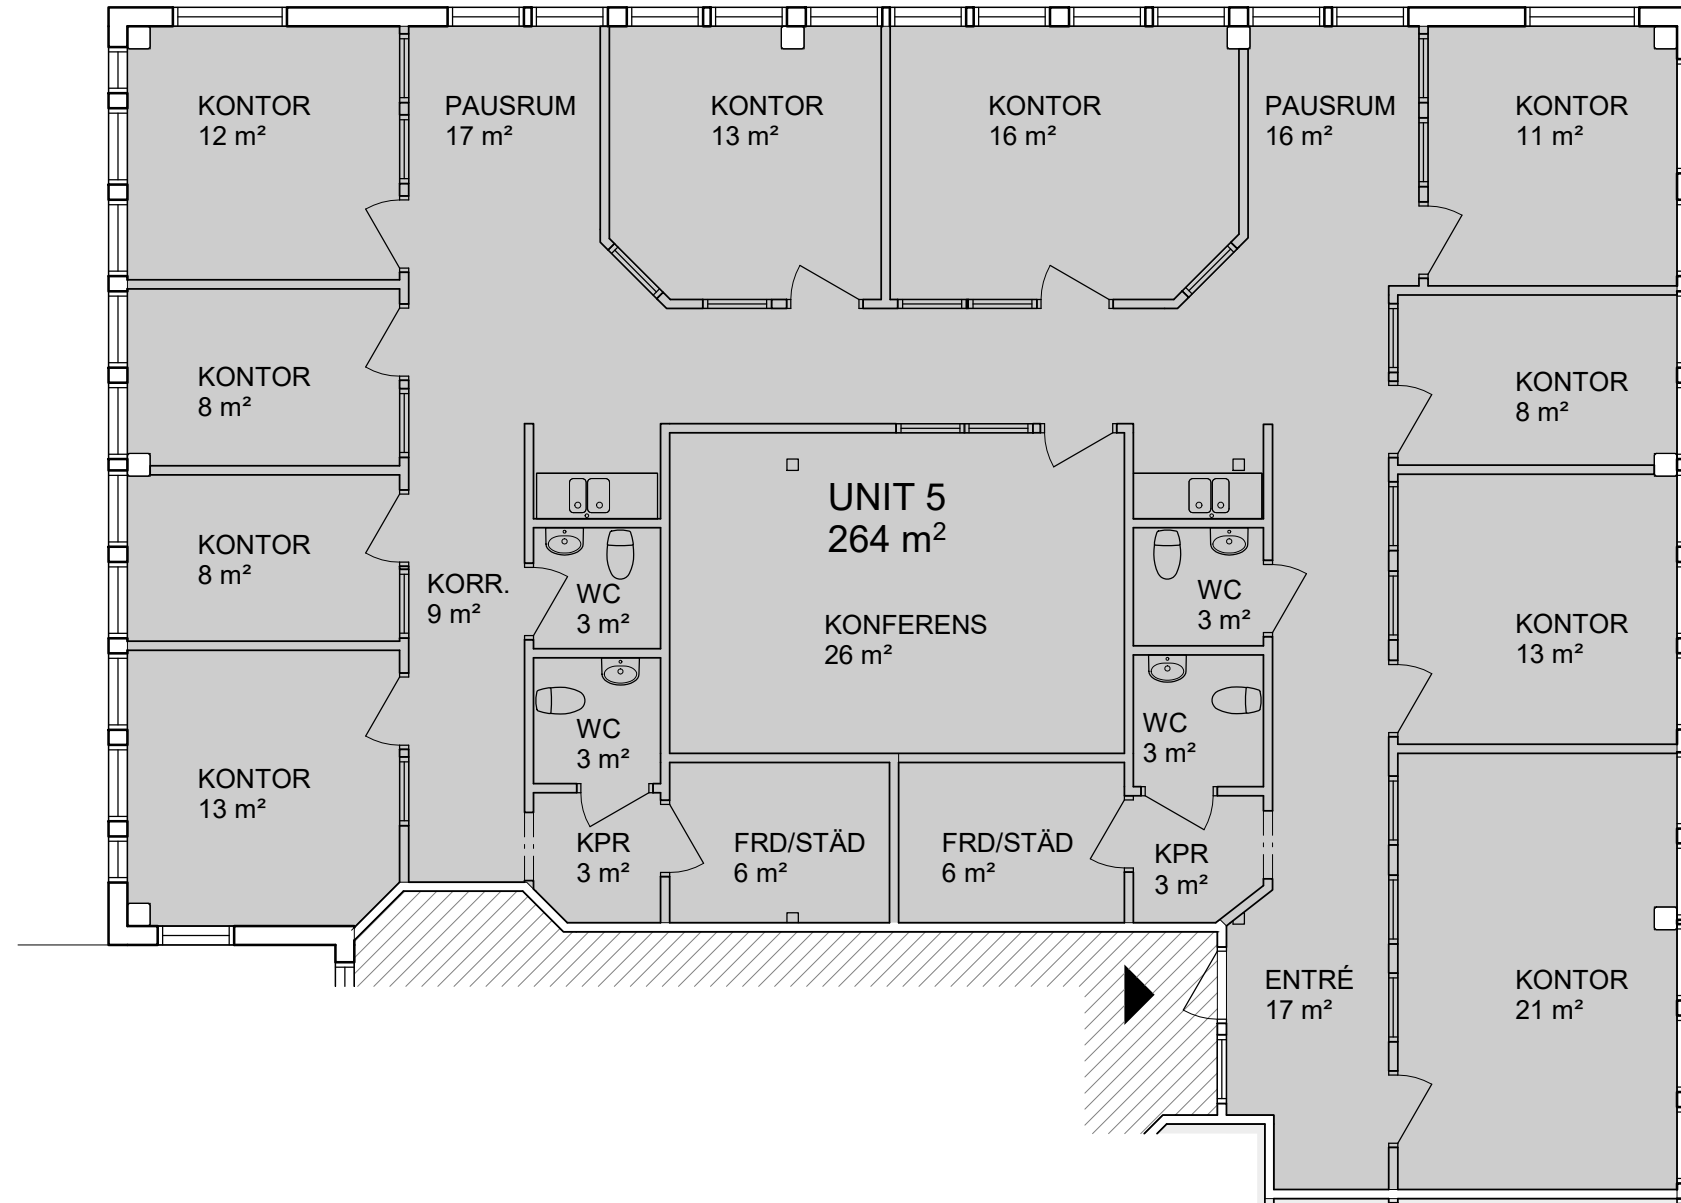 KONTOR
12 m²
PAUSRUM
17 m²
KONTOR
13 m²
KONTOR
16 m²
PAUSRUM
16 m²
KONTOR
11 m²
KONTOR
8 m²
KONTOR
8 m²
UNIT 5
264 m²
KONTOR
8 m²
KORR.
9 m²
WC
3 m²
KONFERENS
26 m²
WC
3 m²
KONTOR
13 m²
WC
3 m²
WC
3 m²
KONTOR
13 m²
KPR
3 m²
FRD/STÄD
6 m²
FRD/STÄD
6 m²
KPR
3 m²
ENTRÉ
17 m²
KONTOR
21 m²